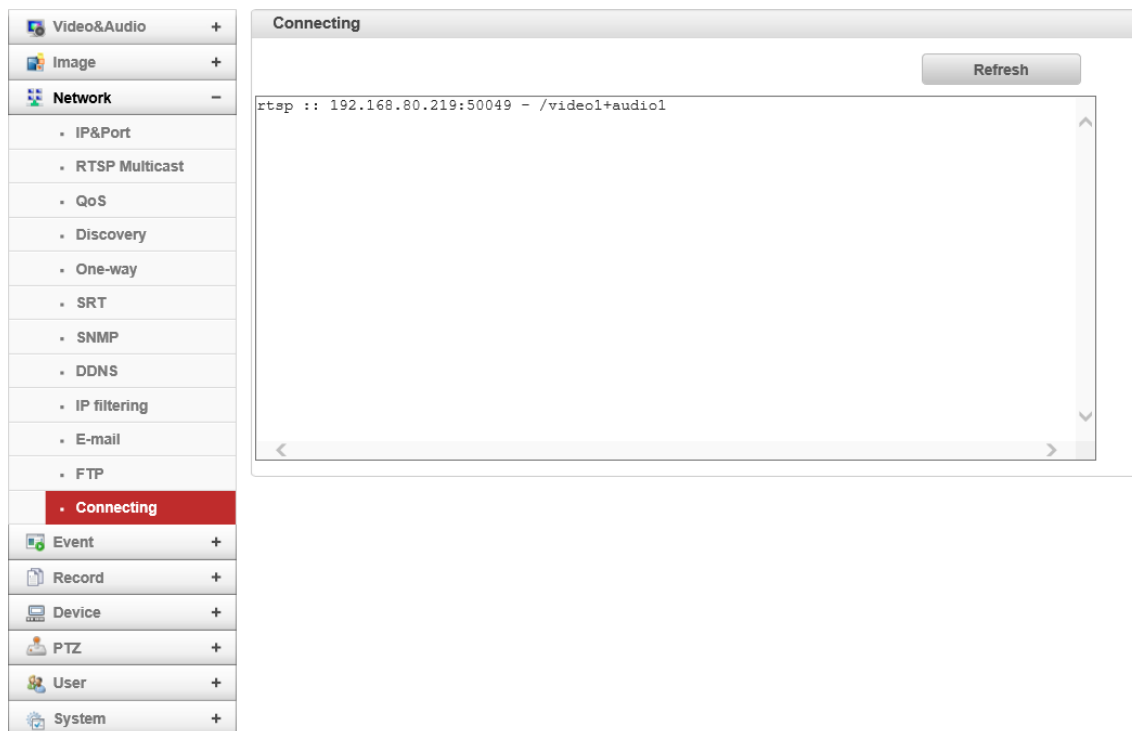 Video&Audio +
Image +
Network −
IP&Port
RTSP Multicast
QoS
Discovery
One-way
SRT
SNMP
DDNS
IP filtering
E-mail
FTP
Connecting
Event +
Record +
Device +
PTZ +
User +
System +
Connecting
Refresh
rtsp :: 192.168.80.219:50049 - /video1+audio1